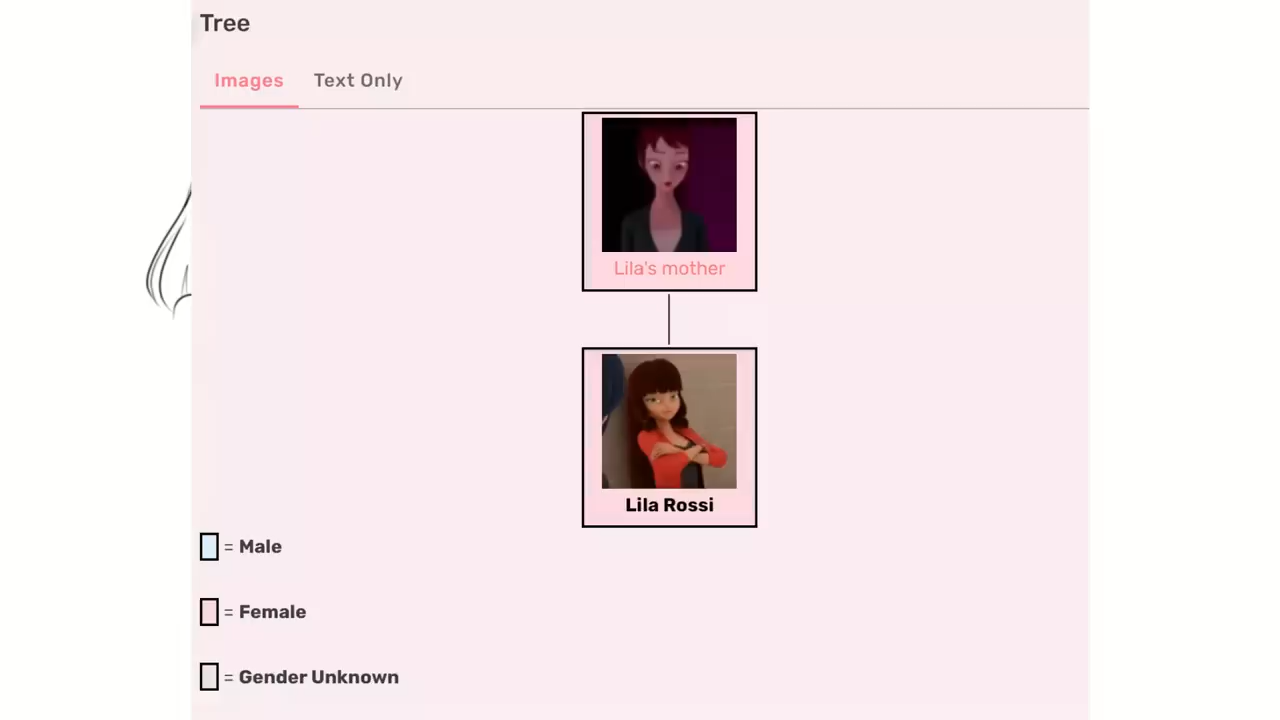 Tree
Images Text Only
Lila's mother
Lila Rossi
= Male
= Female
= Gender Unknown